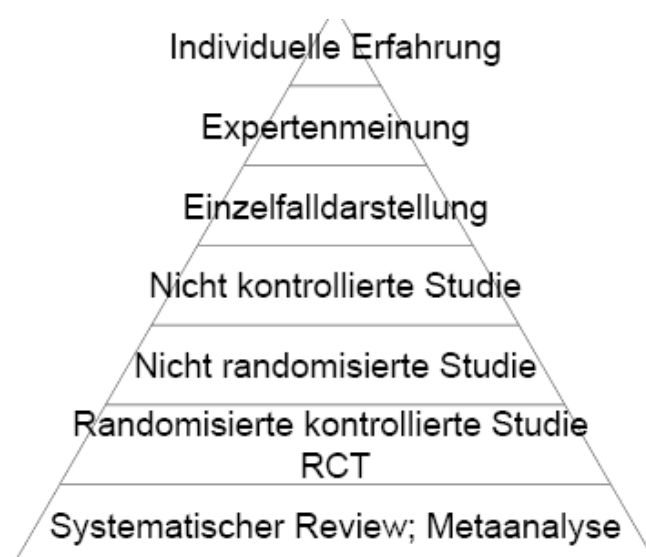 Individuelle Erfahrung
Expertenmeinung
Einzelfalldarstellung
Nicht kontrollierte Studie
Nicht randomisierte Studie
Randomisierte kontrollierte Studie
RCT
Systematischer Review; Metaanalyse